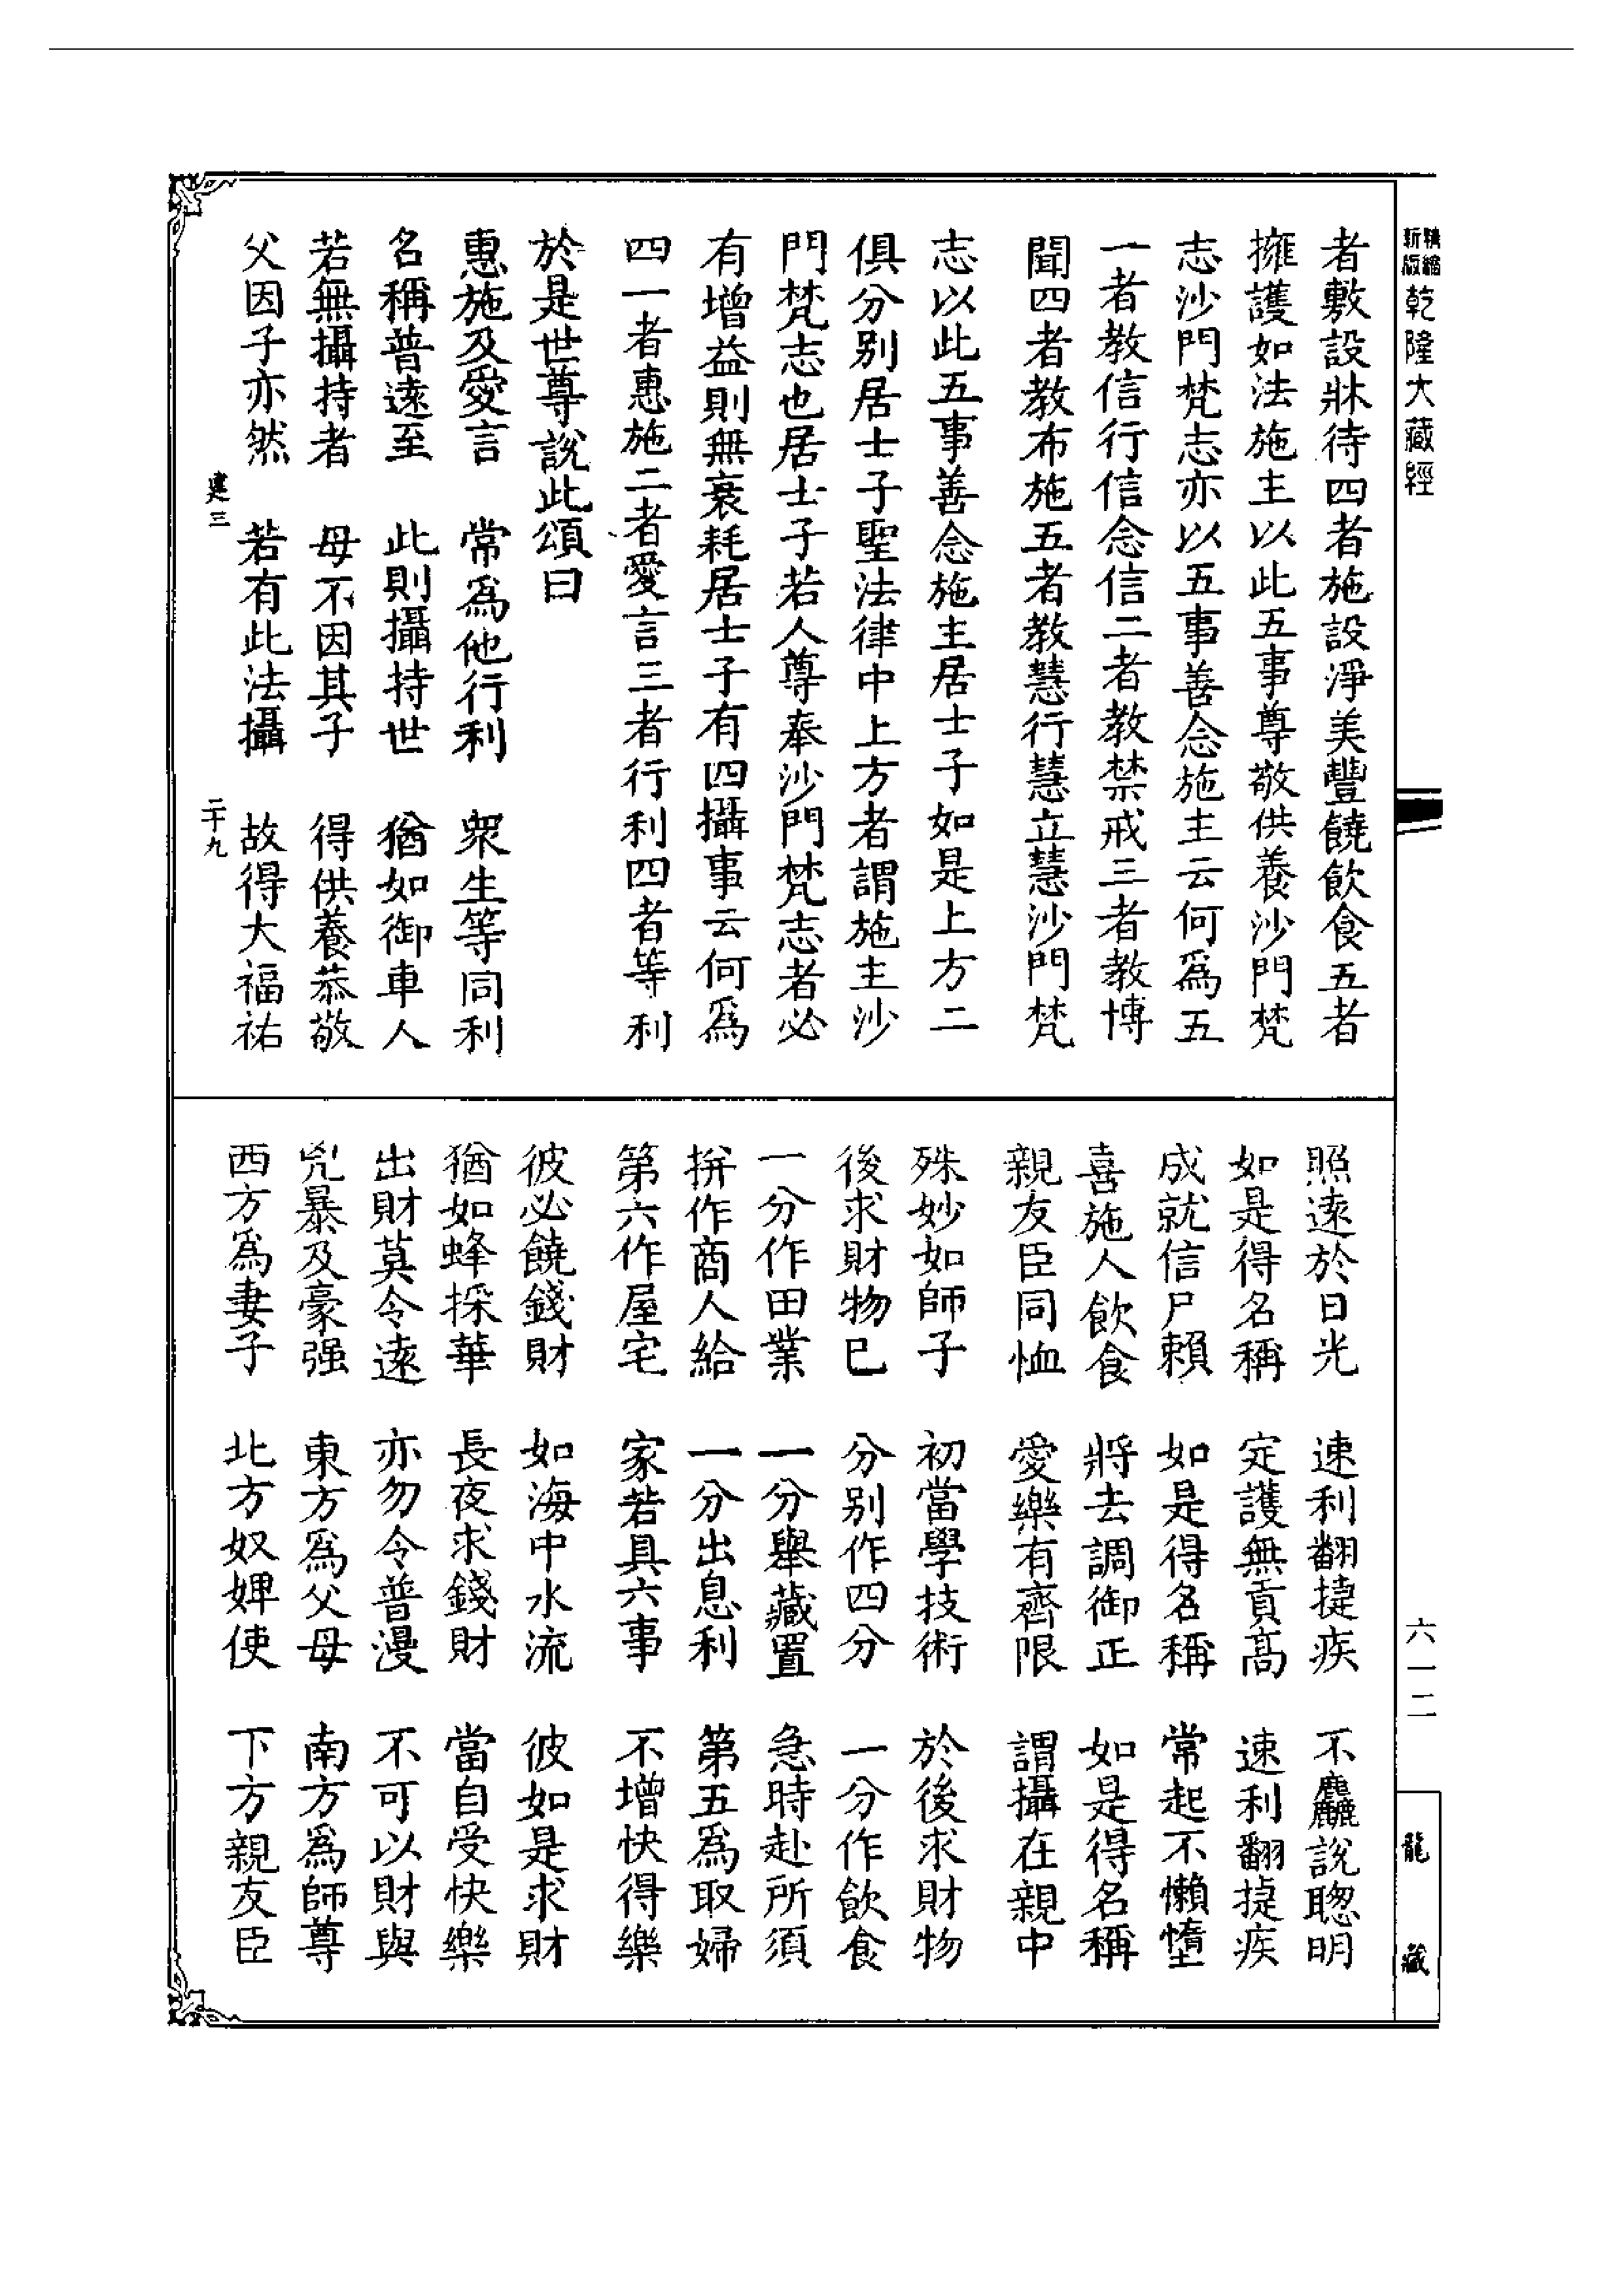 新版精縮乾隆大藏經
者敷設牀待四者施設淨美豐饒飲食五者
擁護如法施主以此五事尊敬供養沙門梵
志沙門梵志亦以五事善念施主云何為五
一者教信行信念信二者教禁戒三者教博
聞四者教布施五者教慧行慧立慧沙門梵
志以此五事善念施主居士子如是上方二
俱分别居士子聖法律中上方者謂施主沙
門梵志也居士子若人尊奉沙門梵志者必
有增益則無衰耗居士子有四攝事云何為
四一者惠施二者愛言三者行利四者等利
於是世尊說此頌曰
惠施及愛言　常為他行利　衆生等同利
名稱普遠至　此則攝持世　猶如御車人
若無攝持者　母不因其子　得供養恭敬
父因子亦然　若有此法攝　故得大福祐
建三　二十九
照遠於日光　速利翻捷疾　不麤說聰明
如是得名稱　定護無貢高　速利翻捷疾
成就信尸賴　如是得名稱　常起不懶惰
喜施人飲食　將去調御正　如是得名稱
親友臣同恤　愛樂有齊限　謂攝在親中
殊妙如師子　初當學技術　於後求財物
後求財物已　分别作四分　一分作飲食
一分作田業　一分舉藏置　急時赴所須
拼作商人給　一分出息利　第五為取婦
第六作屋宅　家若具六事　不增快得樂
彼必饒錢財　如海中水流　彼如是求財
猶如蜂採華　長夜求錢財　當自受快樂
出財莫令遠　亦勿令普漫　不可以財與
兇暴及豪强　東方為父母　南方為師尊
西方為妻子　北方奴婢使　下方親友臣
六一二
龍藏